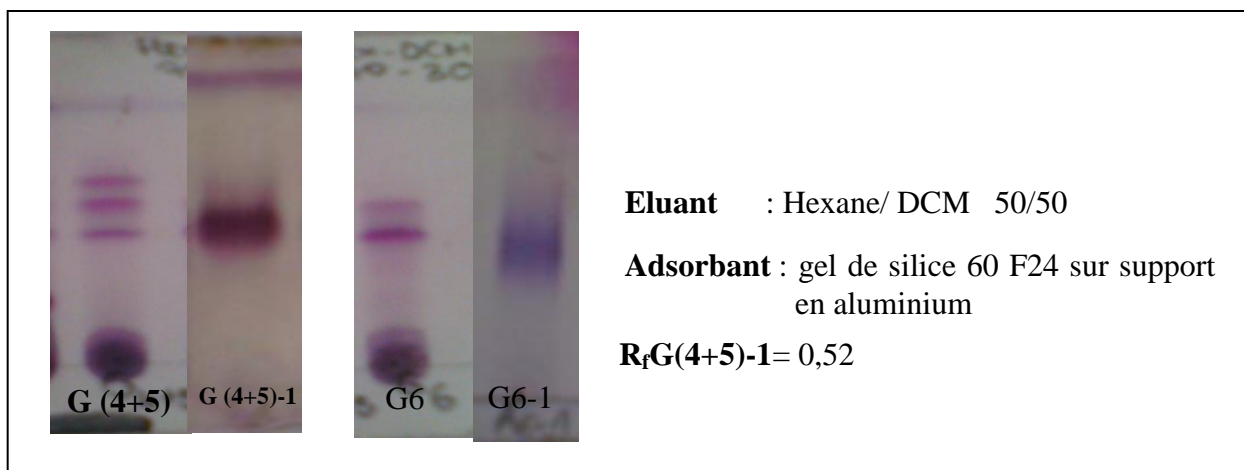 G (4+5)
G (4+5)-1
G6
G6-1
Eluant : Hexane/ DCM 50/50
Adsorbant : gel de silice 60 F24 sur support
en aluminium
RfG(4+5)-1= 0,52